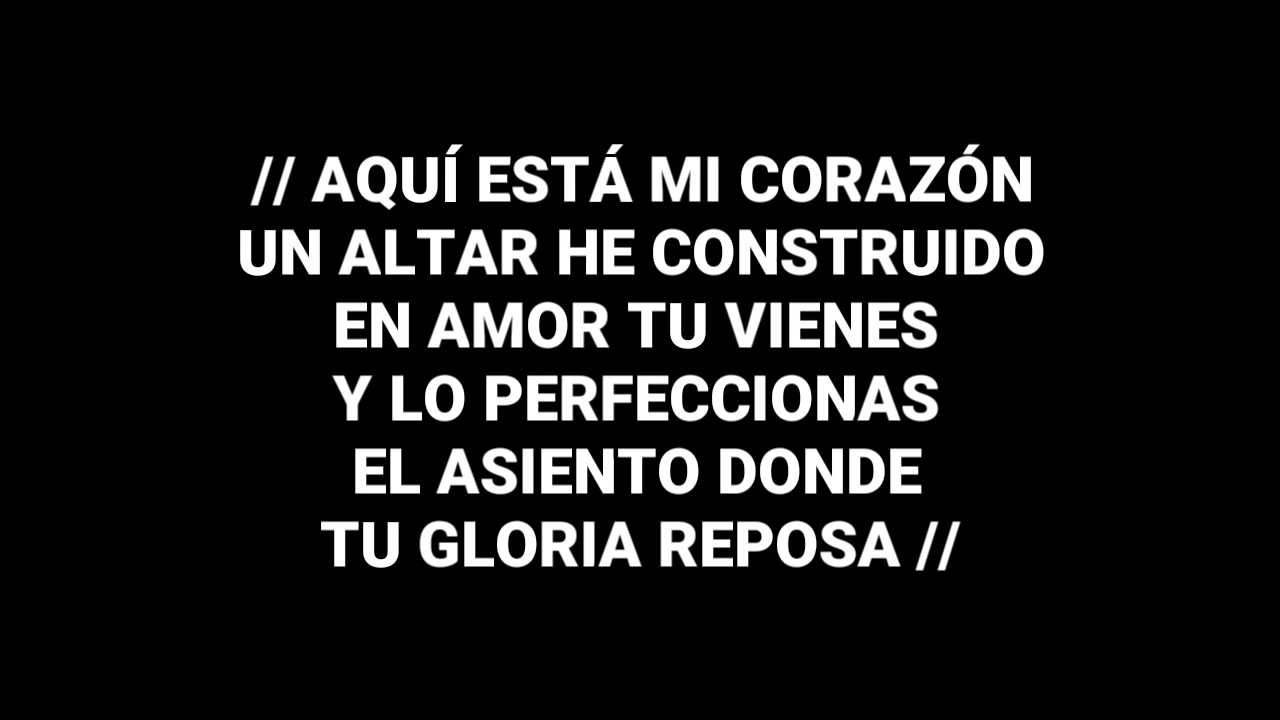 // AQUÍ ESTÁ MI CORAZÓN
UN ALTAR HE CONSTRUIDO
EN AMOR TU VIENES
Y LO PERFECCIONAS
EL ASIENTO DONDE
TU GLORIA REPOSA //